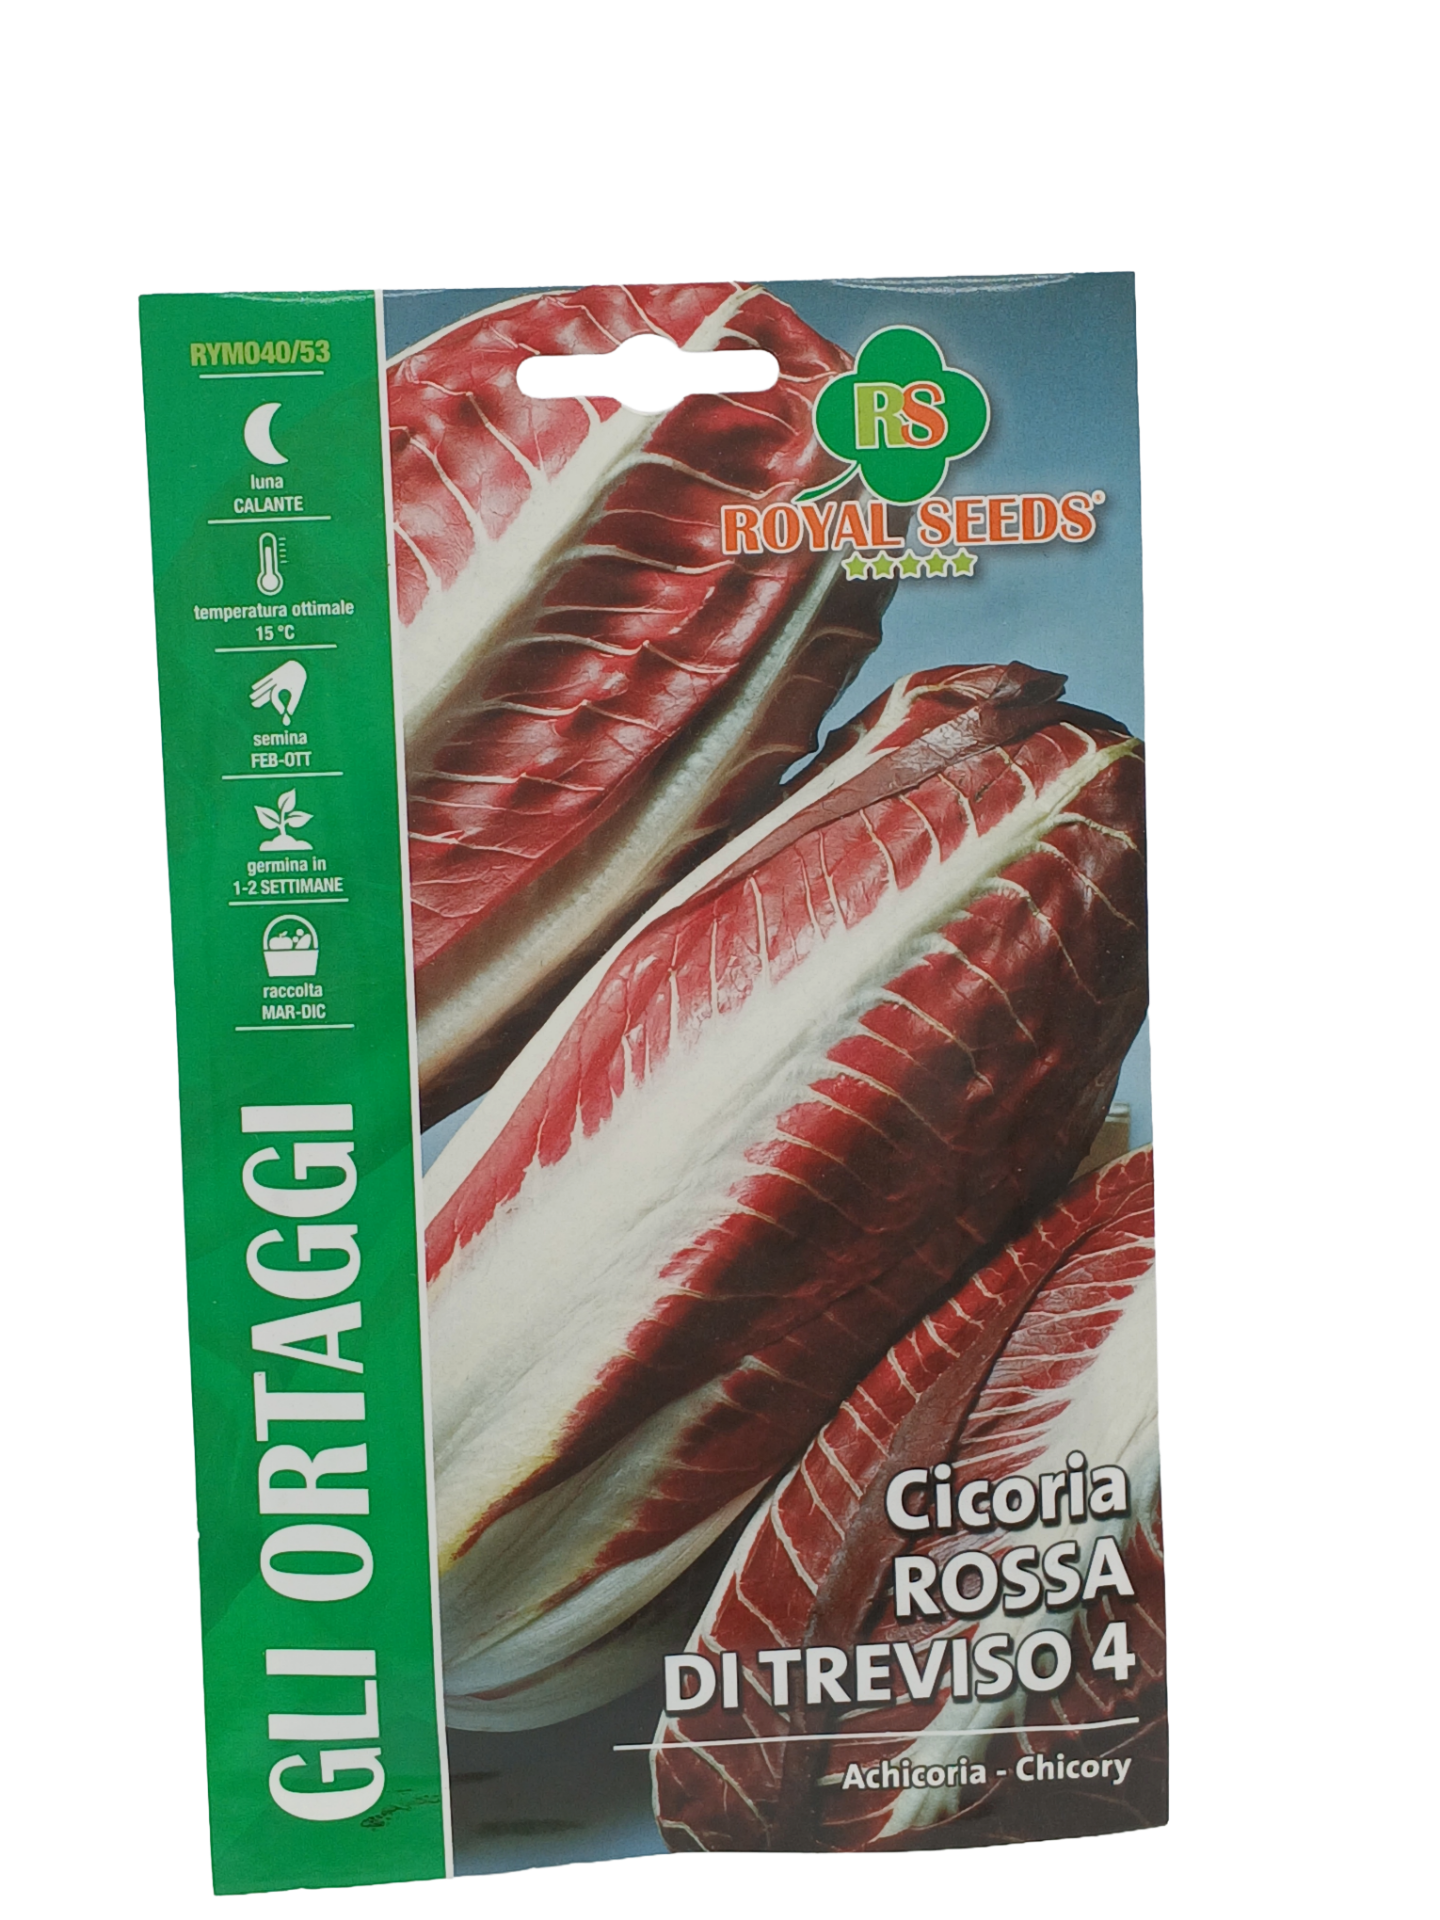 RYMO40/53
luna
CALANTE
temperatura ottimale
15 °C
semina
FEB-OTT
germina in
1-2 SETTIMANE
raccolta
MAR-DIC
GLI ORTAGGI
RS
ROYAL SEEDS®
Cicoria
ROSSA
DI TREVISO 4
Achicoria - Chicory